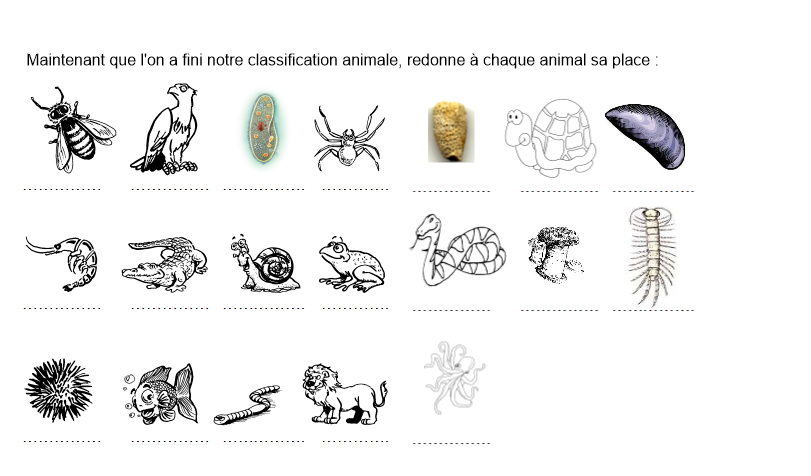 Maintenant que l'on a fini notre classification animale, redonne à chaque animal sa place :